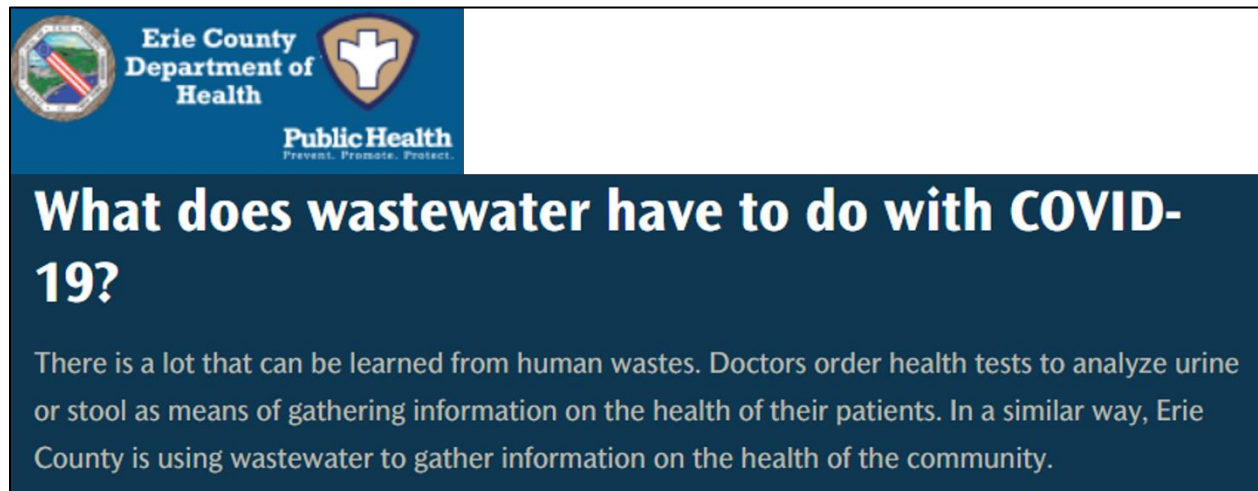 Erie County
Department of
Health
Public Health
Prevent. Promote. Protect.
What does wastewater have to do with COVID-
19?
There is a lot that can be learned from human wastes. Doctors order health tests to analyze urine
or stool as means of gathering information on the health of their patients. In a similar way, Erie
County is using wastewater to gather information on the health of the community.